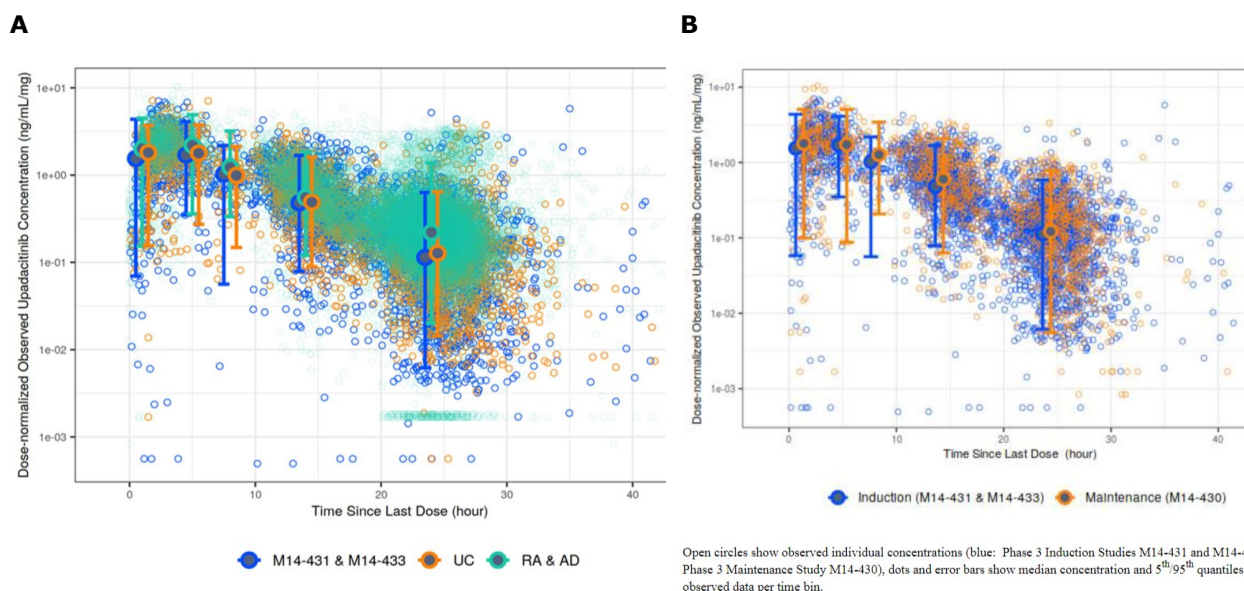 A
Dose-normalized Observed Upadacitinib Concentration (ng/mL/mg)
1e+01
1e+00
1e-01
1e-02
1e-03
0 10 20 30 40
Time Since Last Dose (hour)
M14-431 & M14-433 UC RA & AD
B
Dose-normalized Observed Upadacitinib Concentration (ng/mL/mg)
1e+01
1e+00
1e-01
1e-02
1e-03
0 10 20 30 40
Time Since Last Dose (hour)
Induction (M14-431 & M14-433) Maintenance (M14-430)
Open circles show observed individual concentrations (blue: Phase 3 Induction Studies M14-431 and M14-4
Phase 3 Maintenance Study M14-430), dots and error bars show median concentration and 5th/95th quantiles
observed data per time bin.